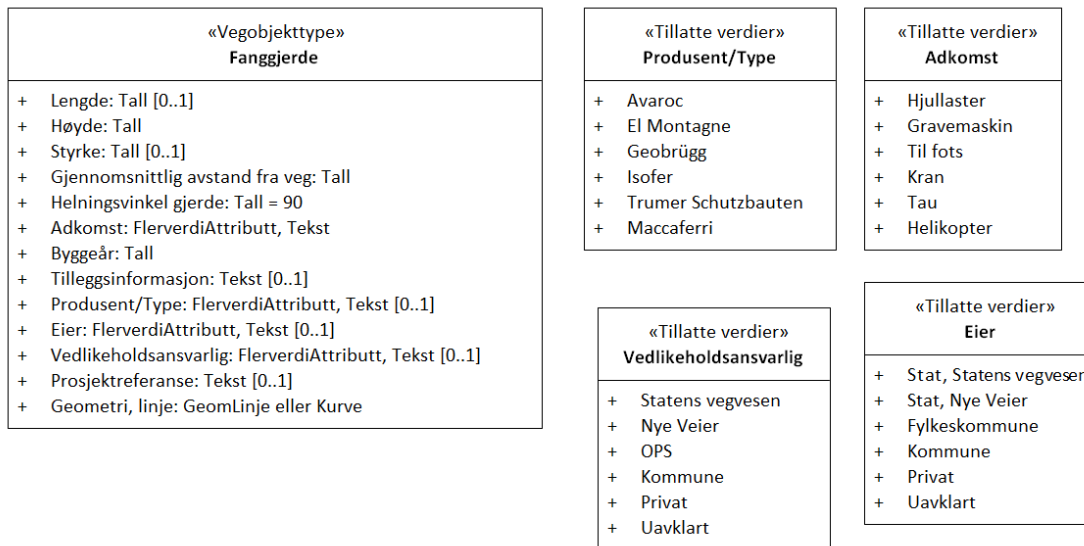 «Vegobjekttype»
Fanggjerde
+ Lengde: Tall [0..1]
+ Høyde: Tall
+ Styrke: Tall [0..1]
+ Gjennomsnittlig avstand fra veg: Tall
+ Helningsvinkel gjerde: Tall = 90
+ Adkomst: FlerverdiAttributt, Tekst
+ Byggeår: Tall
+ Tilleggsinformasjon: Tekst [0..1]
+ Produsent/Type: FlerverdiAttributt, Tekst [0..1]
+ Eier: FlerverdiAttributt, Tekst [0..1]
+ Vedlikeholdsansvarlig: FlerverdiAttributt, Tekst [0..1]
+ Prosjektreferanse: Tekst [0..1]
+ Geometri, linje: GeomLinje eller Kurve
«Tillatte verdier»
Produsent/Type
+ Avaroc
+ El Montagne
+ Geobrügg
+ Isofer
+ Trumer Schutzbauten
+ Maccaferri
«Tillatte verdier»
Adkomst
+ Hjullaster
+ Gravemaskin
+ Til fots
+ Kran
+ Tau
+ Helikopter
«Tillatte verdier»
Vedlikeholdsansvarlig
+ Statens vegvesen
+ Nye Veier
+ OPS
+ Kommune
+ Privat
+ Uavklart
«Tillatte verdier»
Eier
+ Stat, Statens vegvesen
+ Stat, Nye Veier
+ Fylkeskommune
+ Kommune
+ Privat
+ Uavklart